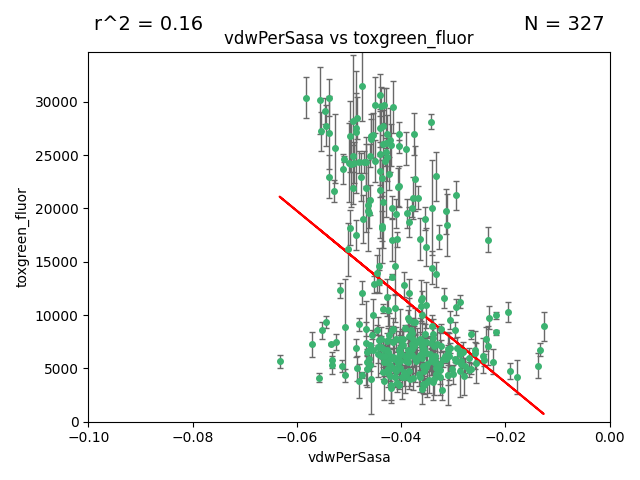 r^2 = 0.16
N = 327
vdwPerSasa vs toxgreen_fluor
30000
25000
20000
15000
10000
5000
0
toxgreen_fluor
−0.10
−0.08
−0.06
−0.04
−0.02
0.00
vdwPerSasa